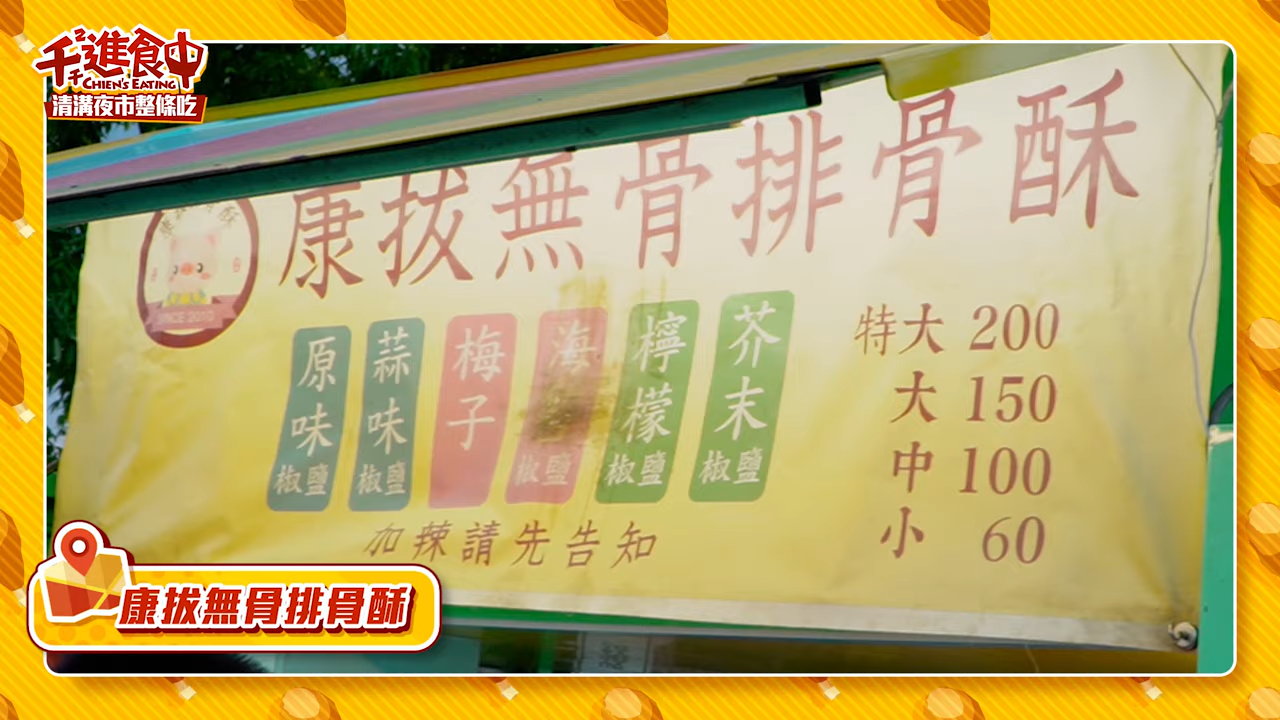 千千進食中
CHIEN'S EATING
清溝夜市整條吃
康拔無骨排骨酥
SINCE 2010
原味椒鹽
蒜味椒鹽
梅子
海
椒鹽
檸檬椒鹽
芥末椒鹽
特大 200
大 150
中 100
小 60
加辣請先告知
康拔無骨排骨酥